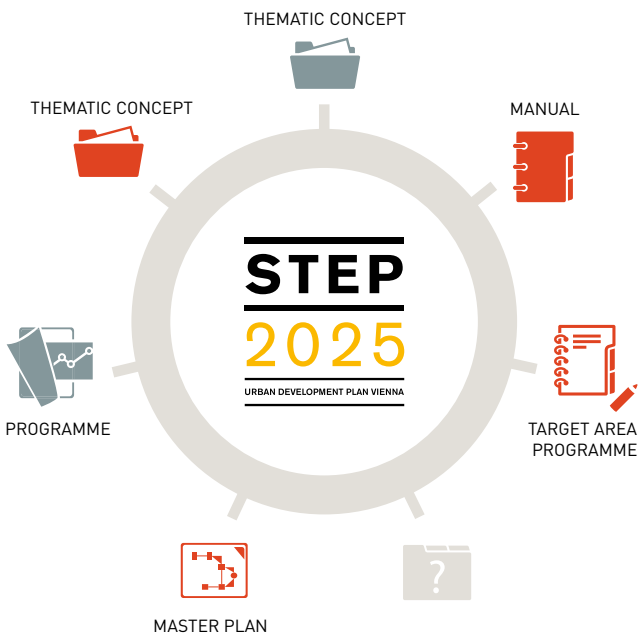 THEMATIC CONCEPT
THEMATIC CONCEPT
MANUAL
STEP
2025
URBAN DEVELOPMENT PLAN VIENNA
PROGRAMME
TARGET AREA
PROGRAMME
?
MASTER PLAN